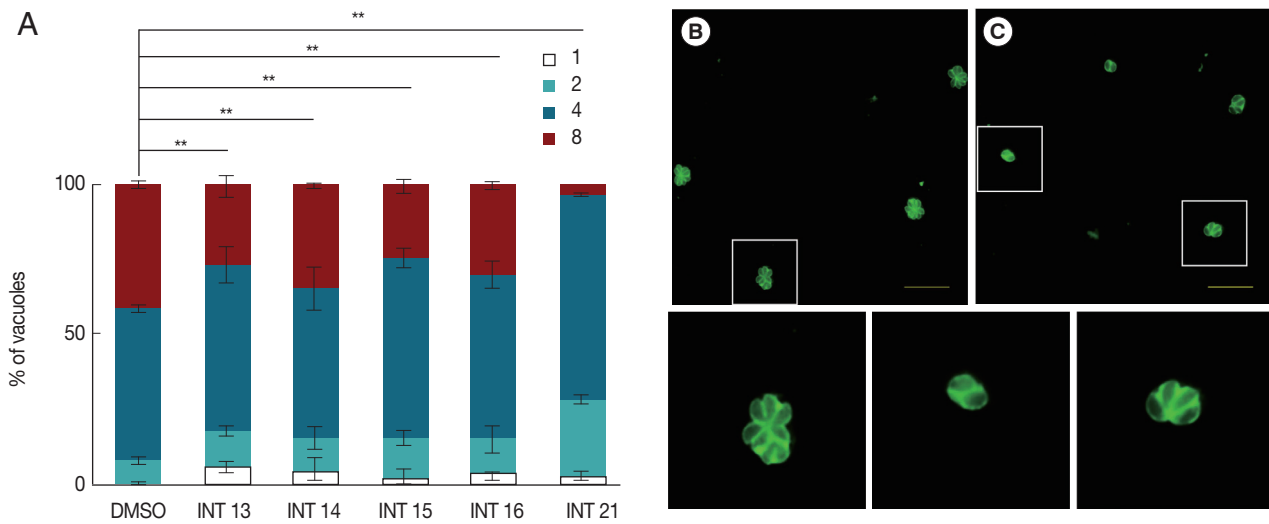 A
**
**
**
**
**
1
2
4
8
100
50
0
% of vacuoles
DMSO INT 13 INT 14 INT 15 INT 16 INT 21
B
C